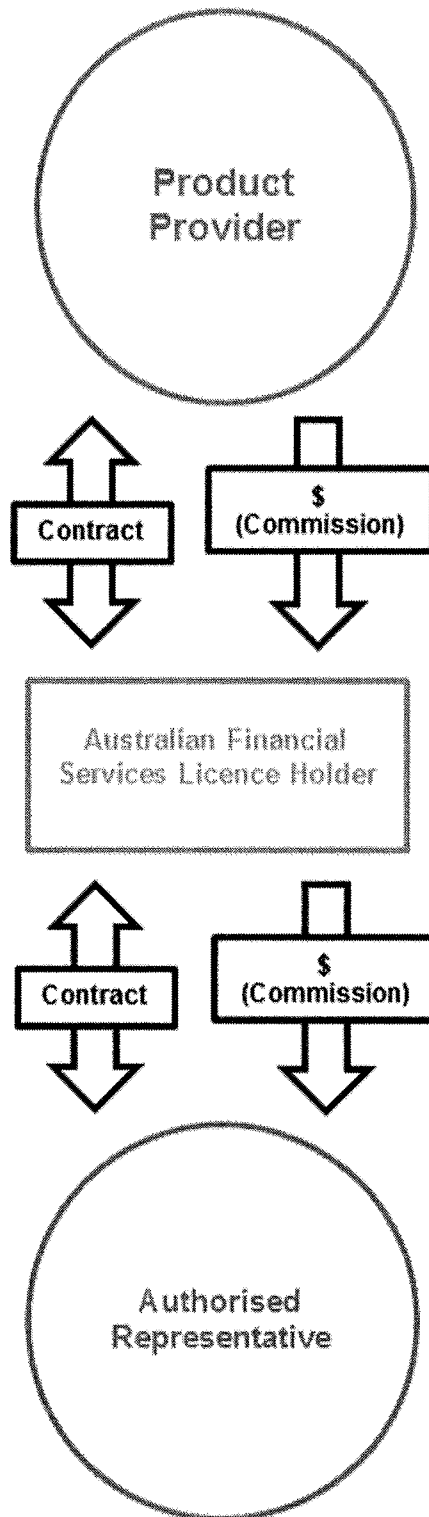 Product
Provider
Contract
$
(Commission)
Australian Financial
Services Licence Holder
Contract
$
(Commission)
Authorised
Representative